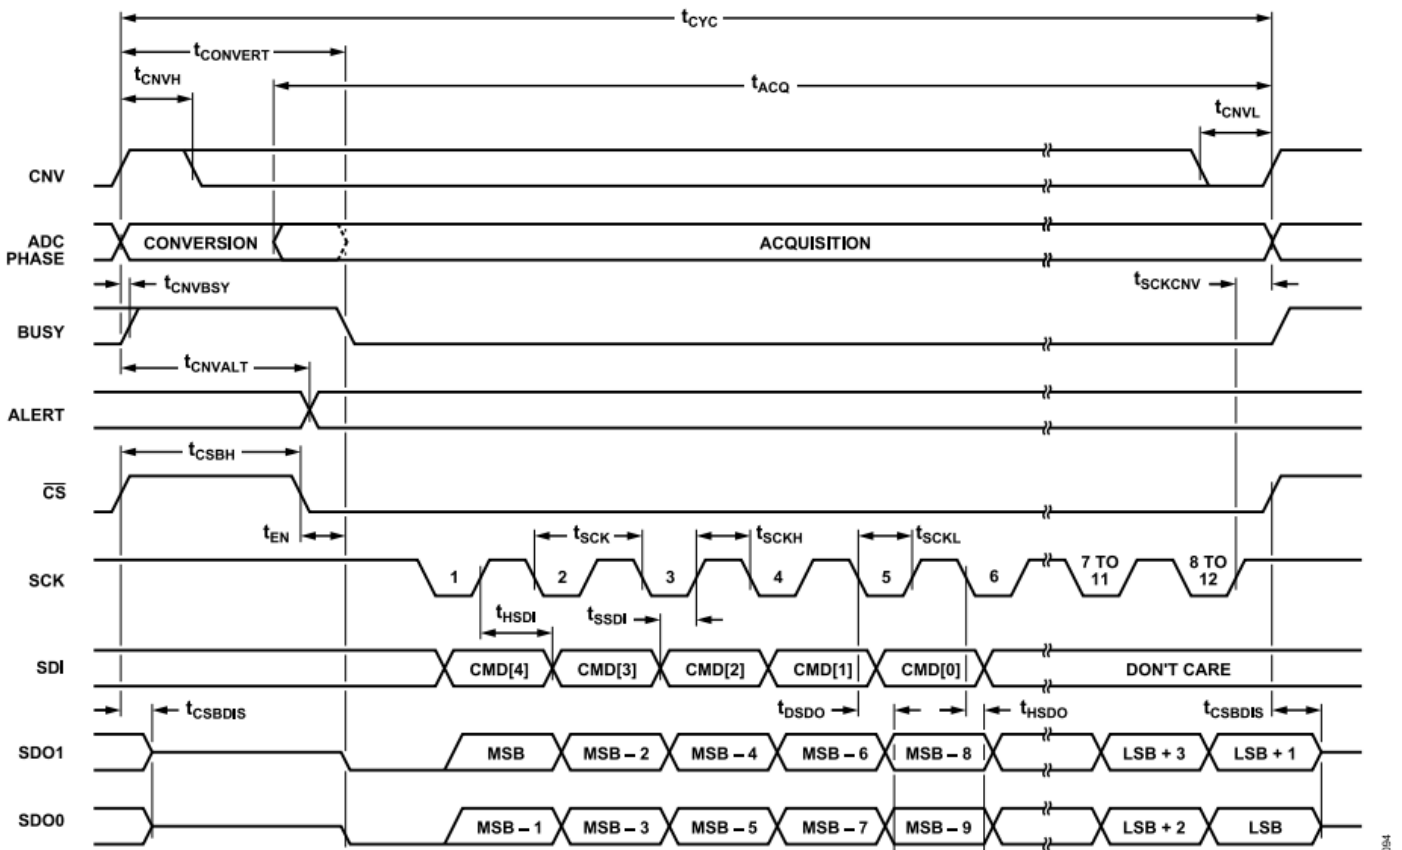 tCYC
tCONVERT
tCNVH
tACQ
tCNVL
CNV
ADC PHASE
CONVERSION
ACQUISITION
tCNVBSY
tSCKCNV
BUSY
tCNVALT
ALERT
tCSBH
CS
tEN
tSCK
tSCKH
tSCKL
SCK
1 2 3 4 5 6 7 TO 11 8 TO 12
tHSDI
tSSDI
SDI
CMD[4] CMD[3] CMD[2] CMD[1] CMD[0] DON'T CARE
tCSBDIS
tDSDO
tHSDO
tCSBDIS
SDO1
MSB MSB – 2 MSB – 4 MSB – 6 MSB – 8 LSB + 3 LSB + 1
SDO0
MSB – 1 MSB – 3 MSB – 5 MSB – 7 MSB – 9 LSB + 2 LSB